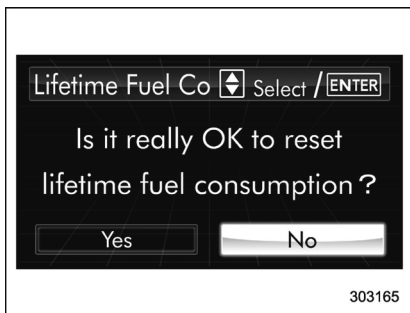 Lifetime Fuel Co Select / ENTER
Is it really OK to reset
lifetime fuel consumption ?
Yes No
303165